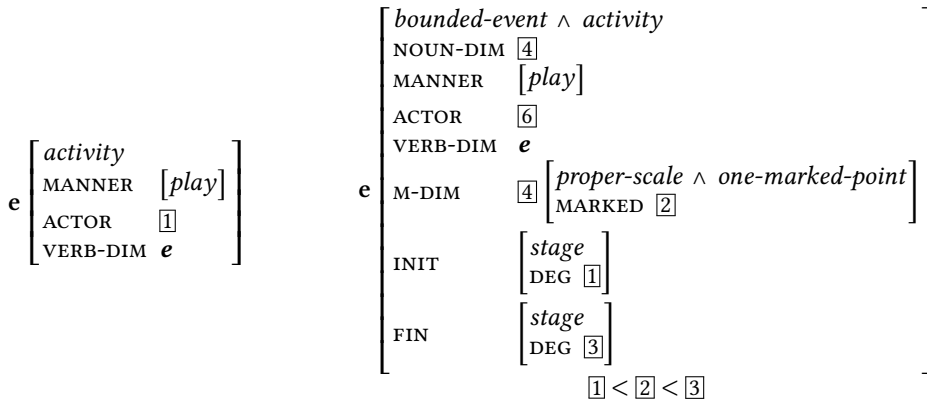 e
activity
MANNER [play]
ACTOR 1
VERB-DIM e
e
bounded-event ∧ activity
NOUN-DIM 4
MANNER [play]
ACTOR 6
VERB-DIM e
M-DIM 4 [proper-scale ∧ one-marked-point
MARKED 2]
INIT [stage
DEG 1]
FIN [stage
DEG 3]
1 < 2 < 3